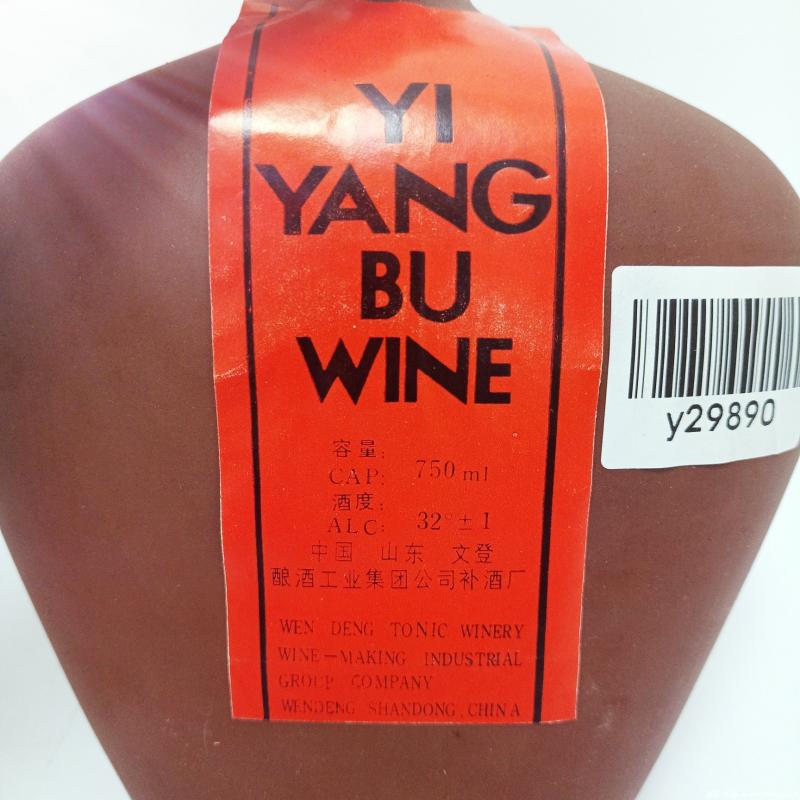 YI
YANG
BU
WINE
容量:
CAP: 750 ml
酒度:
ALC: 32°±1
中国 山东 文登
酿酒工业集团公司补酒厂
WEN DENG TONIC WINERY
WINE-MAKING INDUSTRIAL
GROUP COMPANY
WENDENG SHANDONG, CHINA
y29890